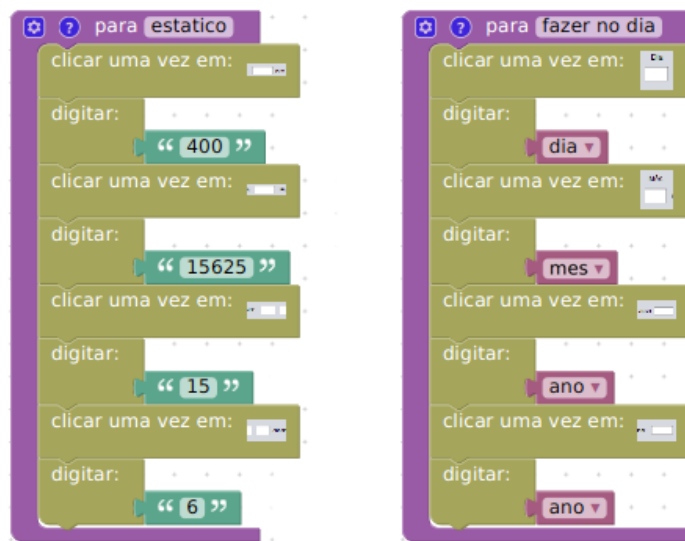 para estatico
clicar uma vez em:
digitar:
“ 400 ”
clicar uma vez em:
digitar:
“ 15625 ”
clicar uma vez em:
digitar:
“ 15 ”
clicar uma vez em:
digitar:
“ 6 ”
para fazer no dia
clicar uma vez em:
digitar:
dia
clicar uma vez em:
digitar:
mes
clicar uma vez em:
digitar:
ano
clicar uma vez em:
digitar:
ano